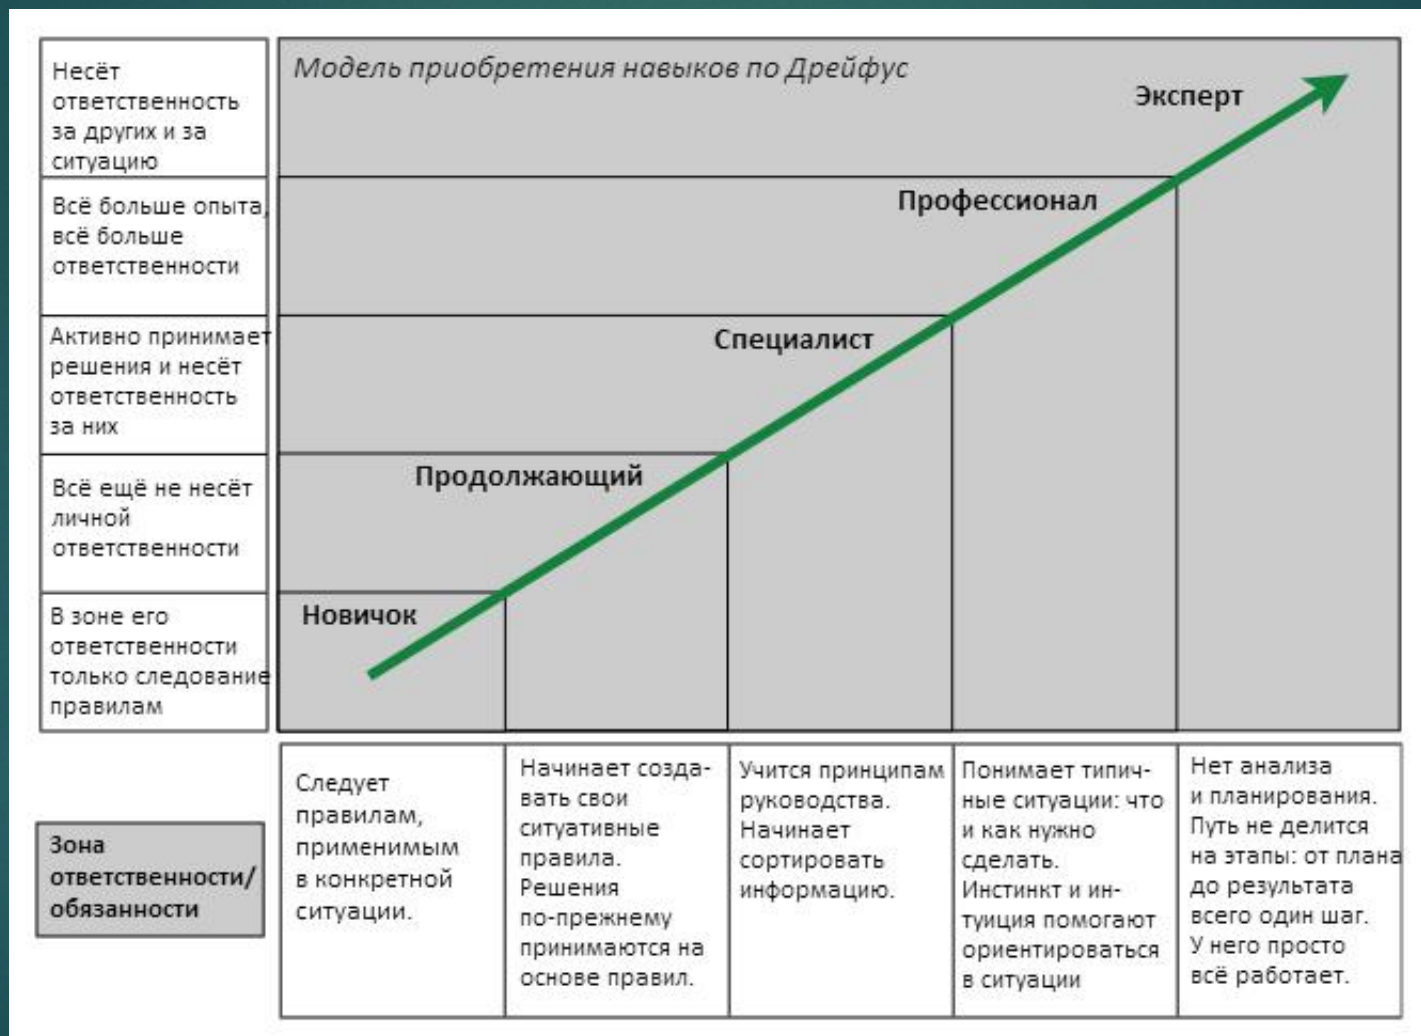 Модель приобретения навыков по Дрейфус
Несёт
ответственность
за других и за
ситуацию
Эксперт
Всё больше опыта,
всё больше
ответственности
Профессионал
Активно принимает
решения и несёт
ответственность
за них
Специалист
Всё ещё не несёт
личной
ответственности
Продолжающий
В зоне его
ответственности
только следование
правилам
Новичок
Зона
ответственности/
обязанности
Следует
правилам,
применимым
в конкретной
ситуации.
Начинает созда-
вать свои
ситуативные
правила.
Решения
по-прежнему
принимаются на
основе правил.
Учится принципам
руководства.
Начинает
сортировать
информацию.
Понимает типич-
ные ситуации: что
и как нужно
сделать.
Инстинкт и ин-
туиция помогают
ориентироваться
в ситуации
Нет анализа
и планирования.
Путь не делится
на этапы: от плана
до результата
всего один шаг.
У него просто
всё работает.